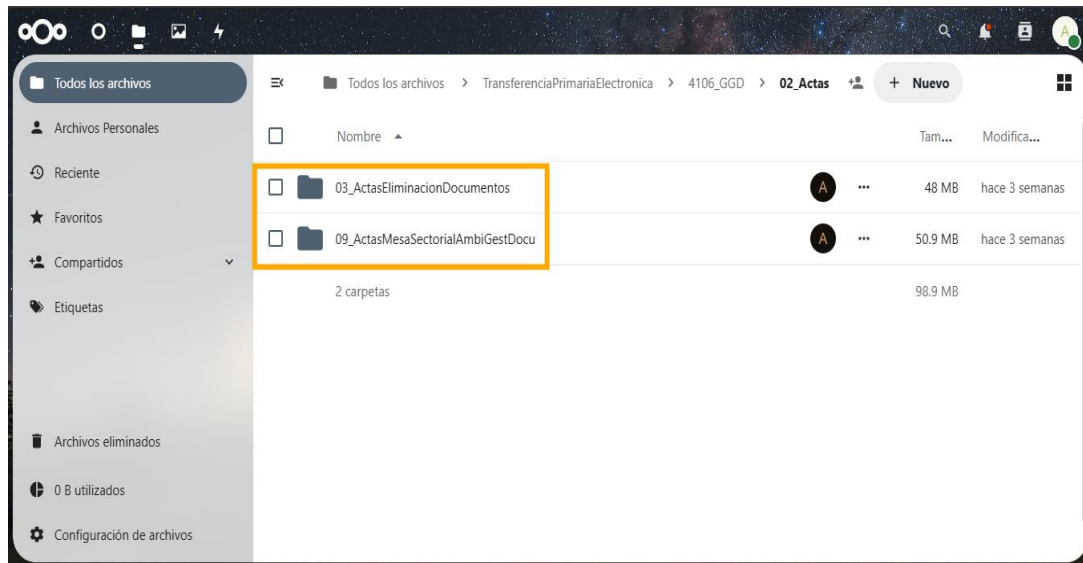 A
Todos los archivos
Todos los archivos > TransferenciaPrimariaElectronica > 4106_GGD > 02_Actas + Nuevo
Archivos Personales
Nombre Tam... Modifica...
Reciente
03_ActasEliminacionDocumentos A ... 48 MB hace 3 semanas
Favoritos
09_ActasMesaSectorialAmbiGestDocu A ... 50.9 MB hace 3 semanas
Compartidos
2 carpetas 98.9 MB
Etiquetas
Archivos eliminados
0 B utilizados
Configuración de archivos